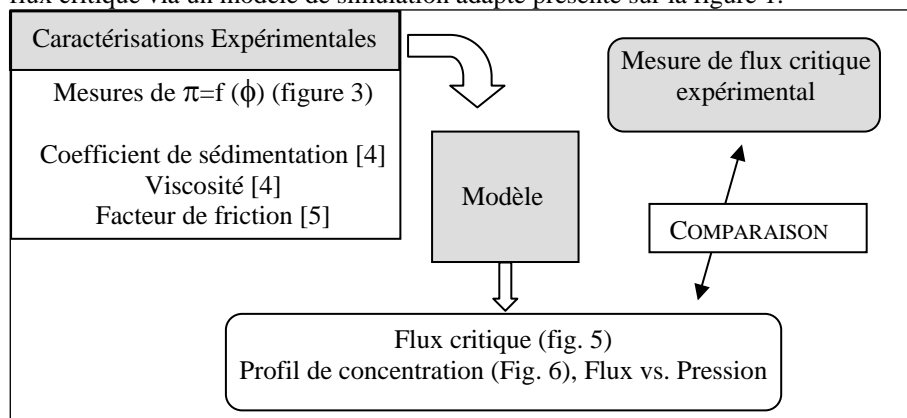 flux critique via un modèle de simulation adapté présenté sur la figure 1.
Caractérisations Expérimentales
Mesures de π=f (ϕ) (figure 3)
Coefficient de sédimentation [4]
Viscosité [4]
Facteur de friction [5]
Modèle
Mesure de flux critique
expérimental
COMPARAISON
Flux critique (fig. 5)
Profil de concentration (Fig. 6), Flux vs. Pression